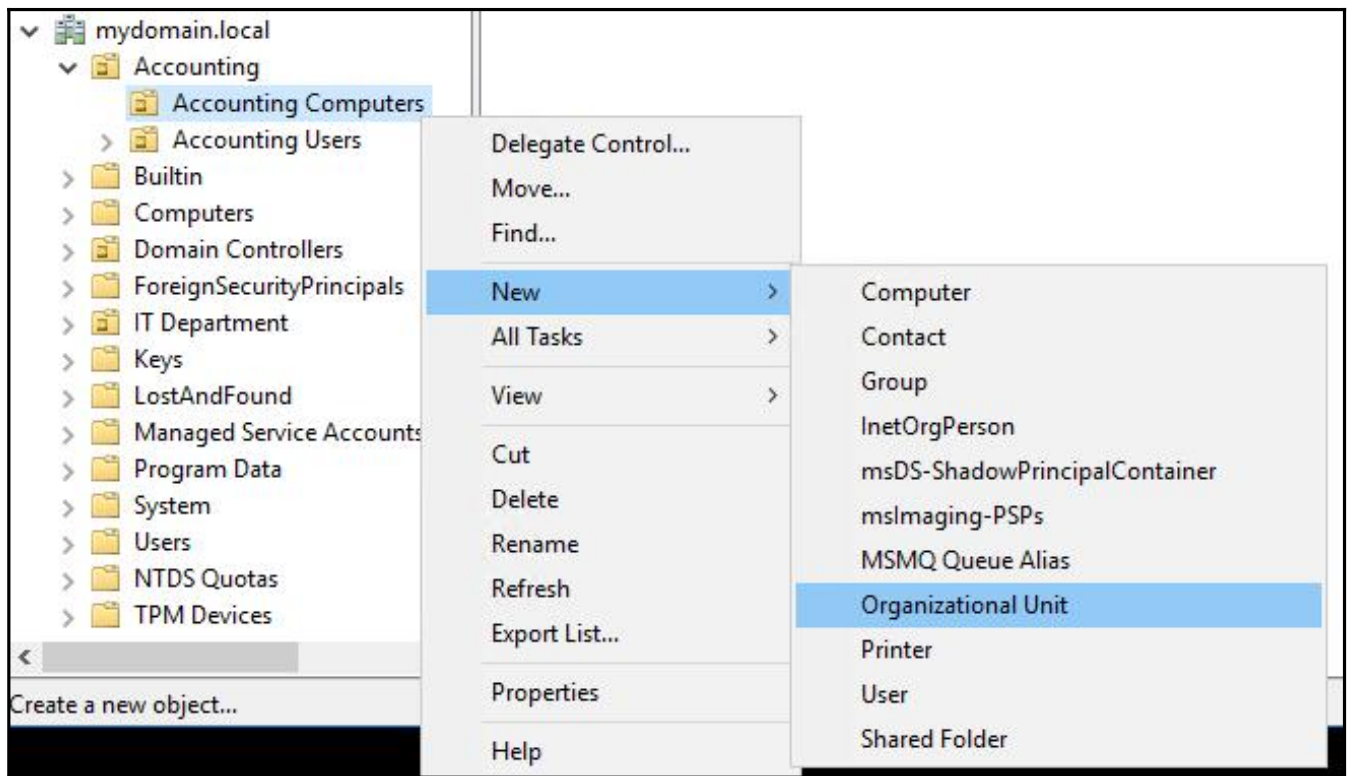 mydomain.local
Accounting
Accounting Computers
Accounting Users
Builtin
Computers
Domain Controllers
ForeignSecurityPrincipals
IT Department
Keys
LostAndFound
Managed Service Accounts
Program Data
System
Users
NTDS Quotas
TPM Devices
Create a new object...
Delegate Control...
Move...
Find...
New
All Tasks
View
Cut
Delete
Rename
Refresh
Export List...
Properties
Help
Computer
Contact
Group
InetOrgPerson
msDS-ShadowPrincipalContainer
msImaging-PSPs
MSMQ Queue Alias
Organizational Unit
Printer
User
Shared Folder